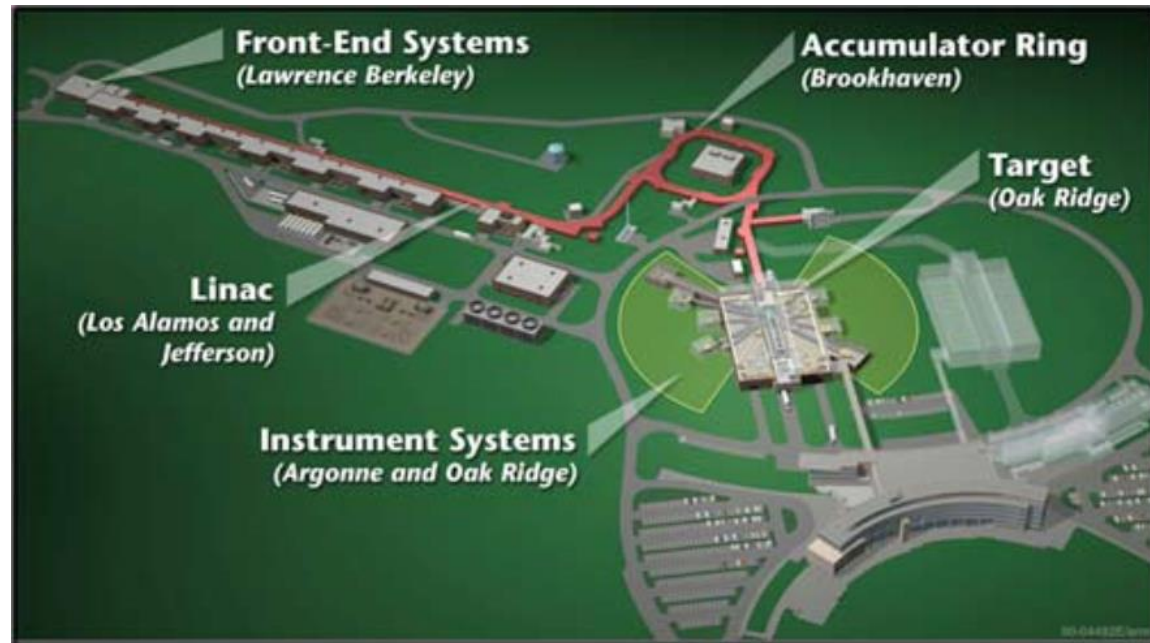 Front-End Systems
(Lawrence Berkeley)
Accumulator Ring
(Brookhaven)
Target
(Oak Ridge)
Linac
(Los Alamos and
Jefferson)
Instrument Systems
(Argonne and Oak Ridge)